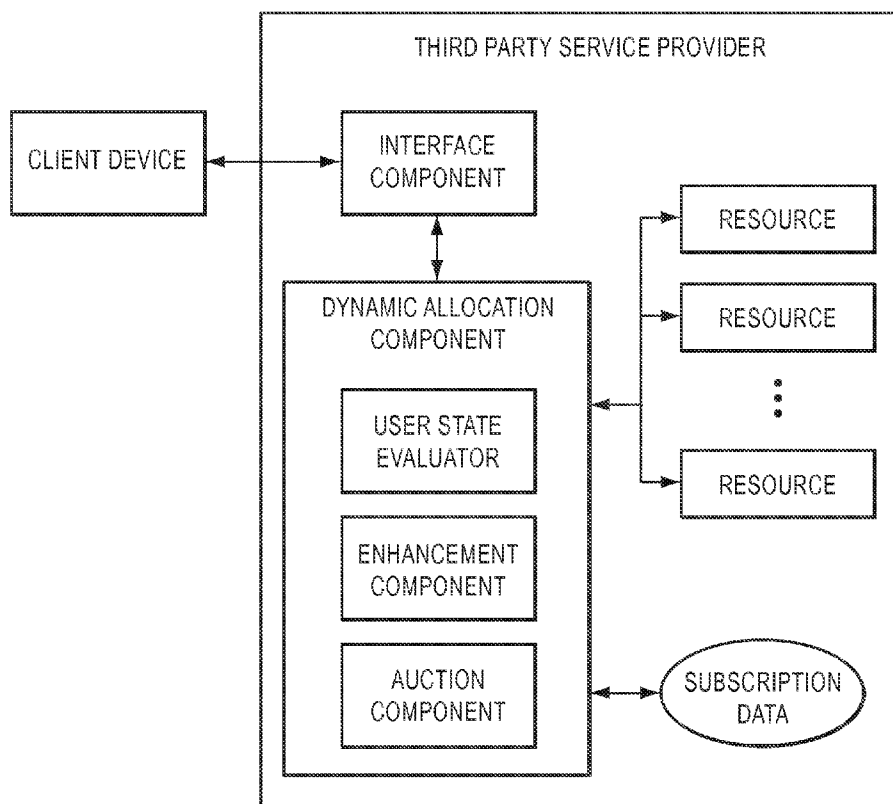 THIRD PARTY SERVICE PROVIDER
CLIENT DEVICE
INTERFACE
COMPONENT
RESOURCE
DYNAMIC ALLOCATION
COMPONENT
RESOURCE
USER STATE
EVALUATOR
RESOURCE
ENHANCEMENT
COMPONENT
AUCTION
COMPONENT
SUBSCRIPTION
DATA